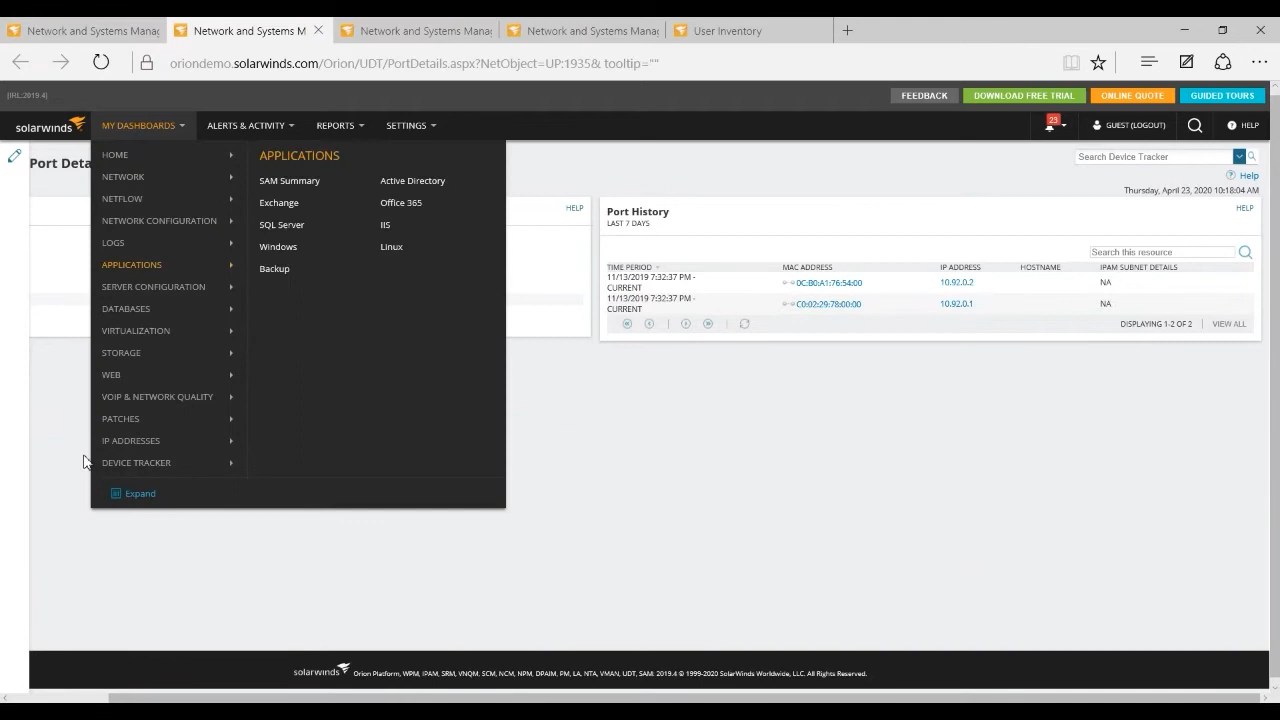 Network and Systems Manag
Network and Systems M
Network and Systems Manag
Network and Systems Manag
User Inventory
oriondemo.solarwinds.com/Orion/UDT/PortDetails.aspx?NetObject=UP:1935& tooltip=""
(IRL:2019.4)
FEEDBACK
DOWNLOAD FREE TRIAL
ONLINE QUOTE
GUIDED TOURS
solarwinds
MY DASHBOARDS
ALERTS & ACTIVITY
REPORTS
SETTINGS
23
GUEST (LOGOUT)
HELP
Port Deta
HOME
NETWORK
NETFLOW
NETWORK CONFIGURATION
LOGS
APPLICATIONS
SERVER CONFIGURATION
DATABASES
VIRTUALIZATION
STORAGE
WEB
VOIP & NETWORK QUALITY
PATCHES
IP ADDRESSES
DEVICE TRACKER
Expand
APPLICATIONS
SAM Summary
Active Directory
Exchange
Office 365
SQL Server
IIS
Windows
Linux
Backup
HELP
Search Device Tracker
Help
Thursday, April 23, 2020 10:18:04 AM
Port History
HELP
LAST 7 DAYS
Search this resource
TIME PERIOD MAC ADDRESS IP ADDRESS HOSTNAME IPAM SUBNET DETAILS
11/13/2019 7:32:37 PM -
CURRENT
0C:B0:A1:76:54:00 10.92.0.2 NA
11/13/2019 7:32:37 PM -
CURRENT
C0:02:29:78:00:00 10.92.0.1 NA
DISPLAYING 1-2 OF 2 VIEW ALL
solarwinds Orion Platform, WPM, IPAM, SRM, VNQM, SCM, NCM, NPM, DPAIM, PM, LA, NTA, VMAN, UDT, SAM: 2019.4 © 1999-2020 SolarWinds Worldwide, LLC. All Rights Reserved.